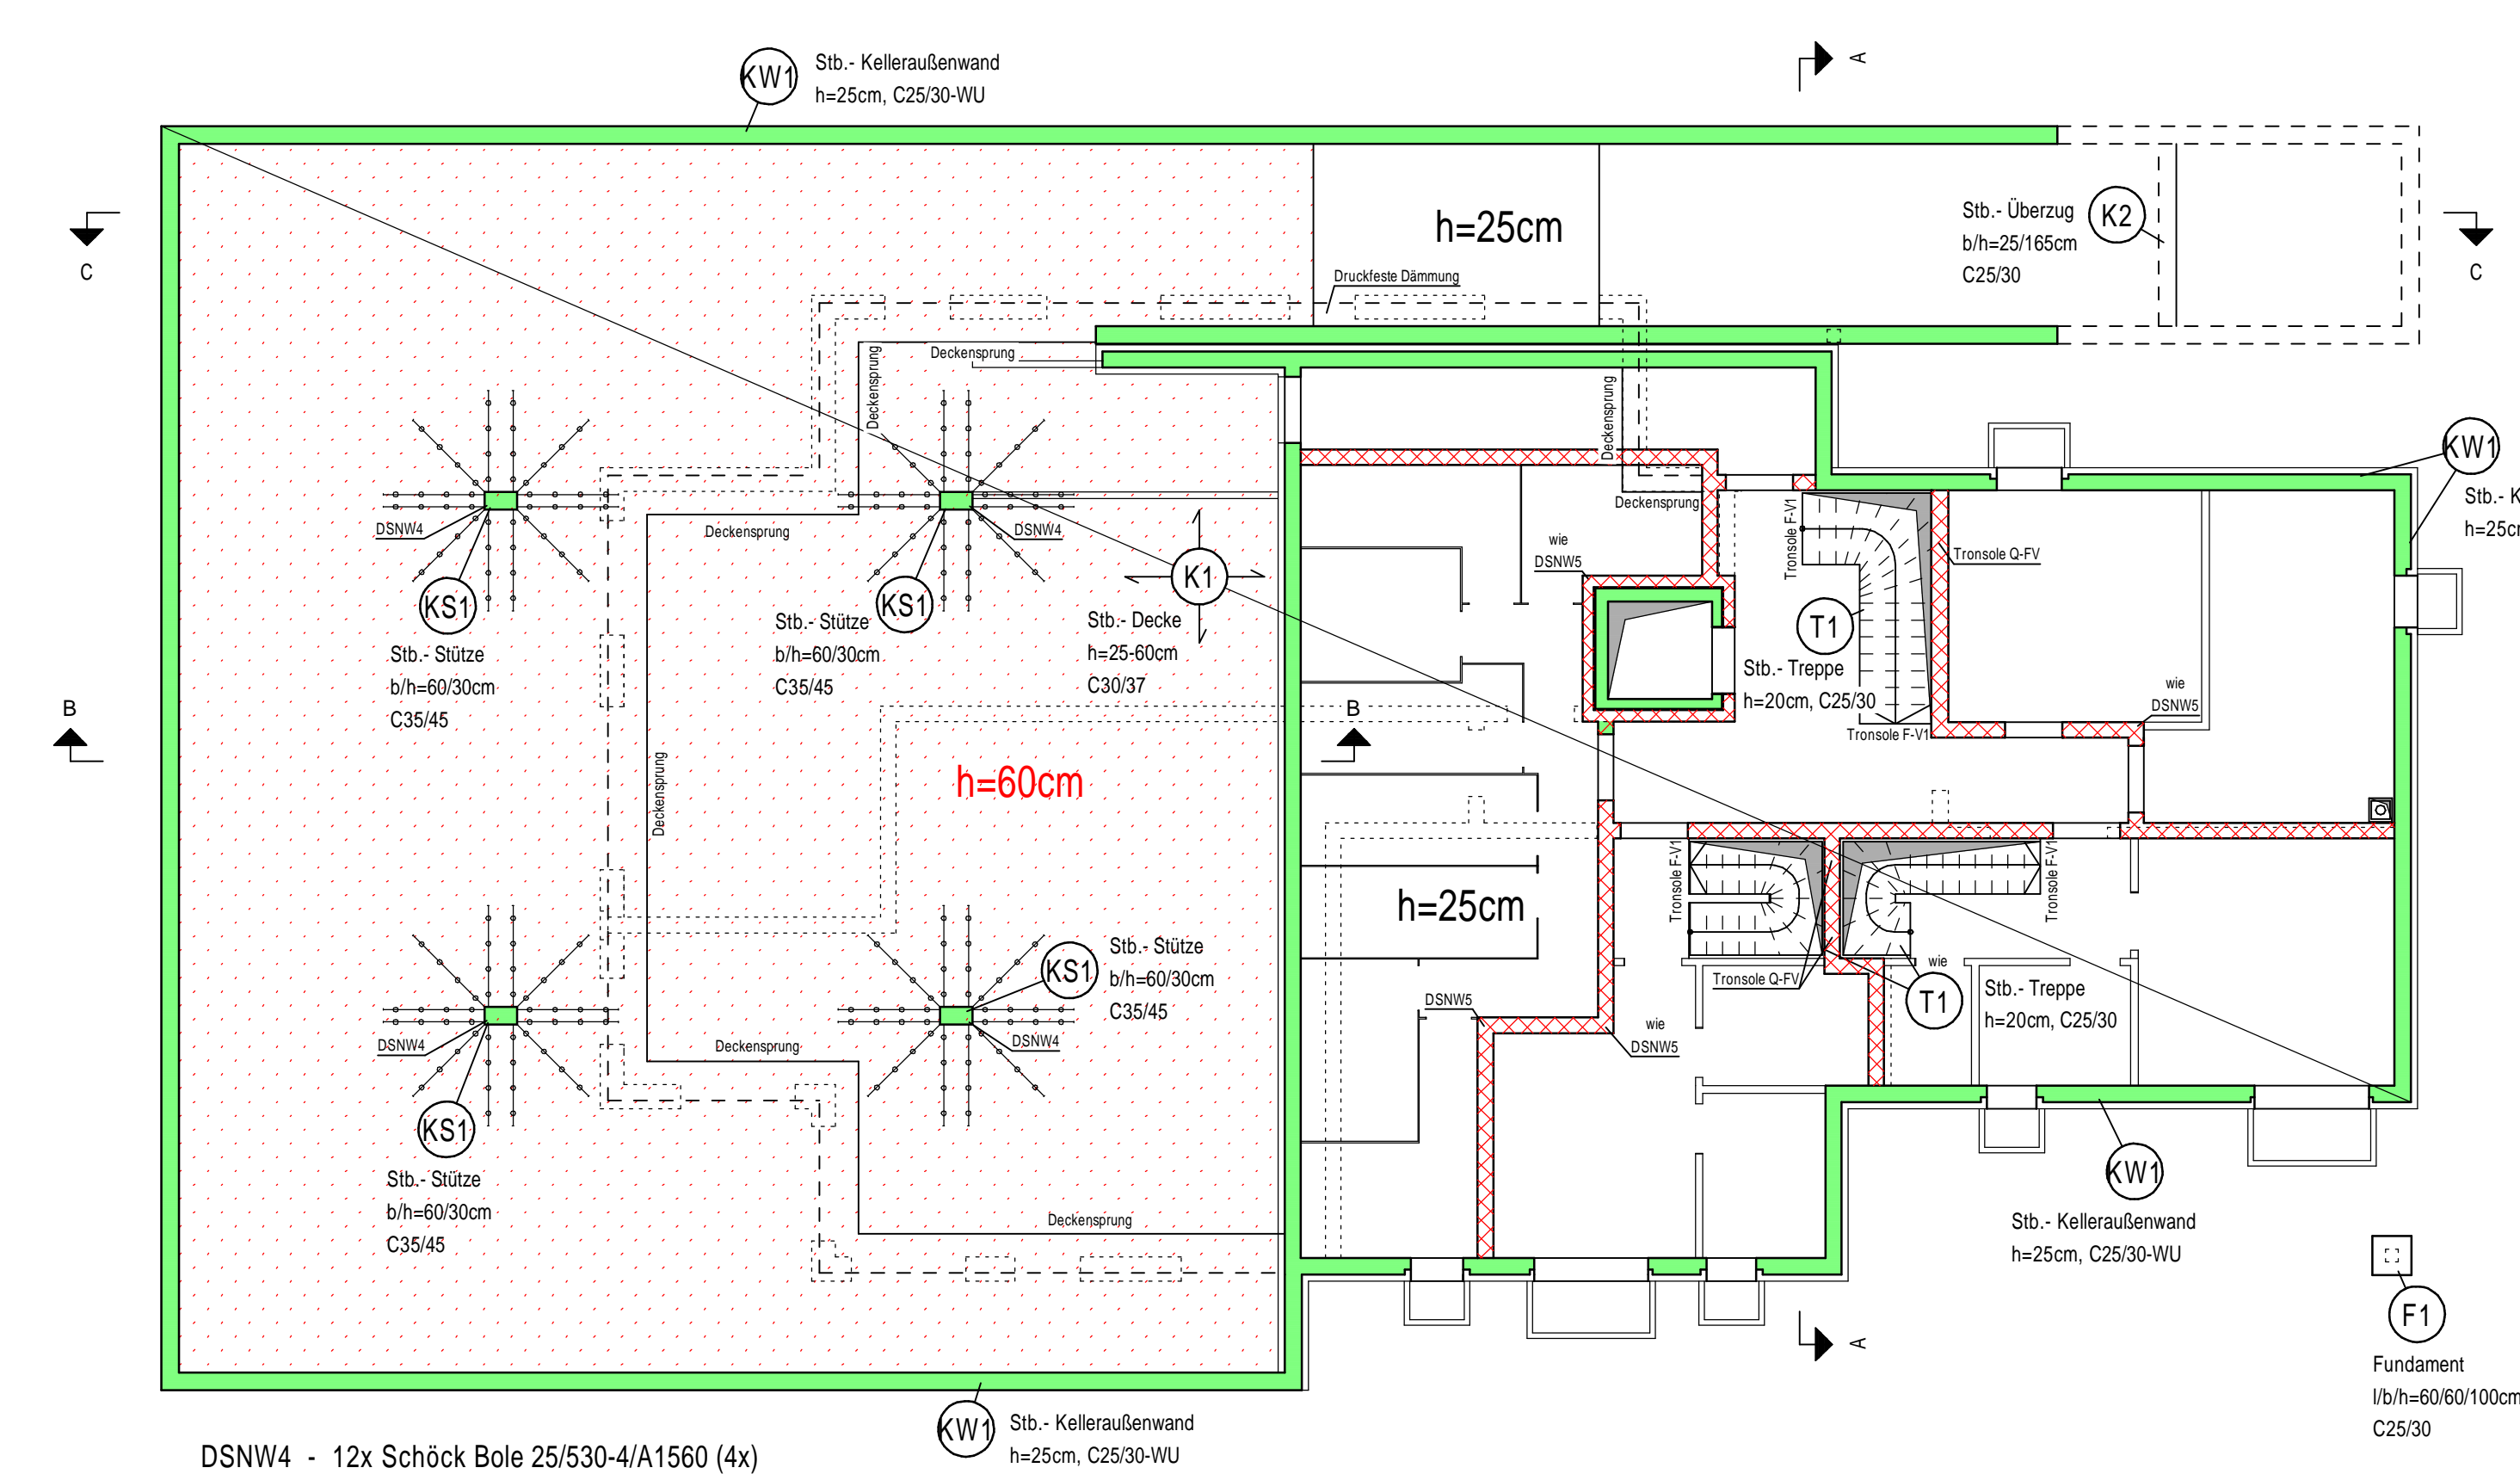 KW1
Stb.- Kelleraußenwand
h=25cm, C25/30-WU
A
C
h=25cm
Stb.- Überzug
b/h=25/165cm
C25/30
K2
C
Druckfeste Dämmung
Deckensprung
Deckensprung
Deckensprung
KW1
Stb.- K
h=25cm
DSNW4
Deckensprung
DSNW4
Deckensprung
Tronsole F-V1
Tronsole Q-FV
wie
DSNW5
KS1
Stb.- Stütze
b/h=60/30cm
C35/45
KS1
Stb.- Stütze
b/h=60/30cm
C35/45
K1
Stb.- Decke
h=25-60cm
C30/37
T1
Stb.- Treppe
h=20cm, C25/30
wie
DSNW5
Tronsole F-V1
B
B
Deckensprung
h=60cm
h=25cm
Tronsole F-V1
Tronsole F-V1
KS1
Stb.- Stütze
b/h=60/30cm
C35/45
Tronsole Q-FV
wie
T1
Stb.- Treppe
h=20cm, C25/30
DSNW5
wie
DSNW5
DSNW4
Deckensprung
DSNW4
KS1
Stb.- Stütze
b/h=60/30cm
C35/45
Deckensprung
KW1
Stb.- Kelleraußenwand
h=25cm, C25/30-WU
A
F1
Fundament
l/b/h=60/60/100cm
C25/30
KW1
Stb.- Kelleraußenwand
h=25cm, C25/30-WU
DSNW4 - 12x Schöck Bole 25/530-4/A1560 (4x)